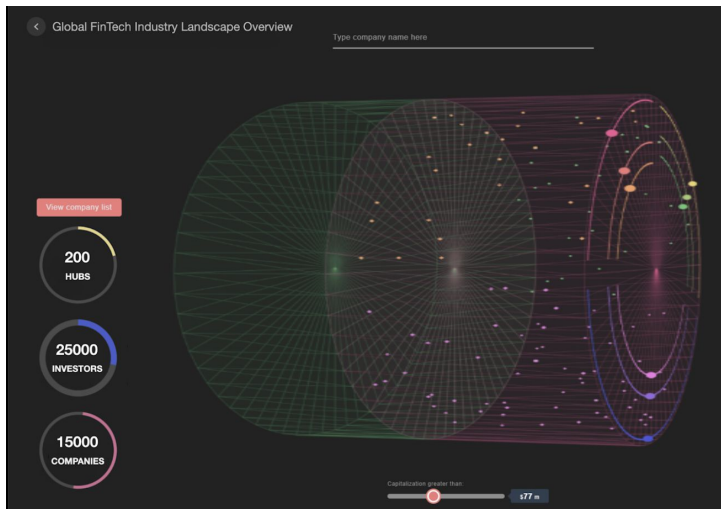 Global FinTech Industry Landscape Overview
Type company name here
View company list
200
HUBS
25000
INVESTORS
15000
COMPANIES
Capitalization greater than:
$77 m